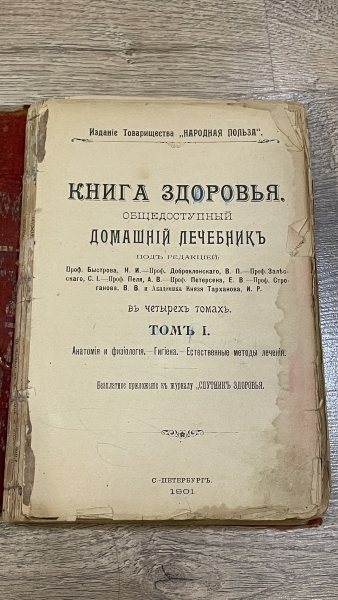 Изданіе Товарищества „НАРОДНАЯ ПОЛЬЗА“.
КНИГА ЗДОРОВЬЯ.
ОБЩЕДОСТУПНЫЙ
ДОМАШНІЙ ЛЕЧЕБНИКЪ
ПОДЪ РЕДАКЦІЕЙ:
Проф. Быстрова, Н. И.—Проф. Доброклонскаго, В. П.—Проф. Залѣс-
скаго, С. I.—Проф. Пеля, А. В.—Проф. Петерсена, Е. В—Проф. Стро-
ганова, В. В. и Академика Князя Тарханова, И. Р.
въ четырехъ томахъ.
ТОМЪ I.
Анатомія и физіологія.—Гигіена.—Естественные методы леченія.
Безплатное приложеніе къ журналу „СПУТНИКЪ ЗДОРОВЬЯ.
С.-ПЕТЕРБУРГЪ.
1901